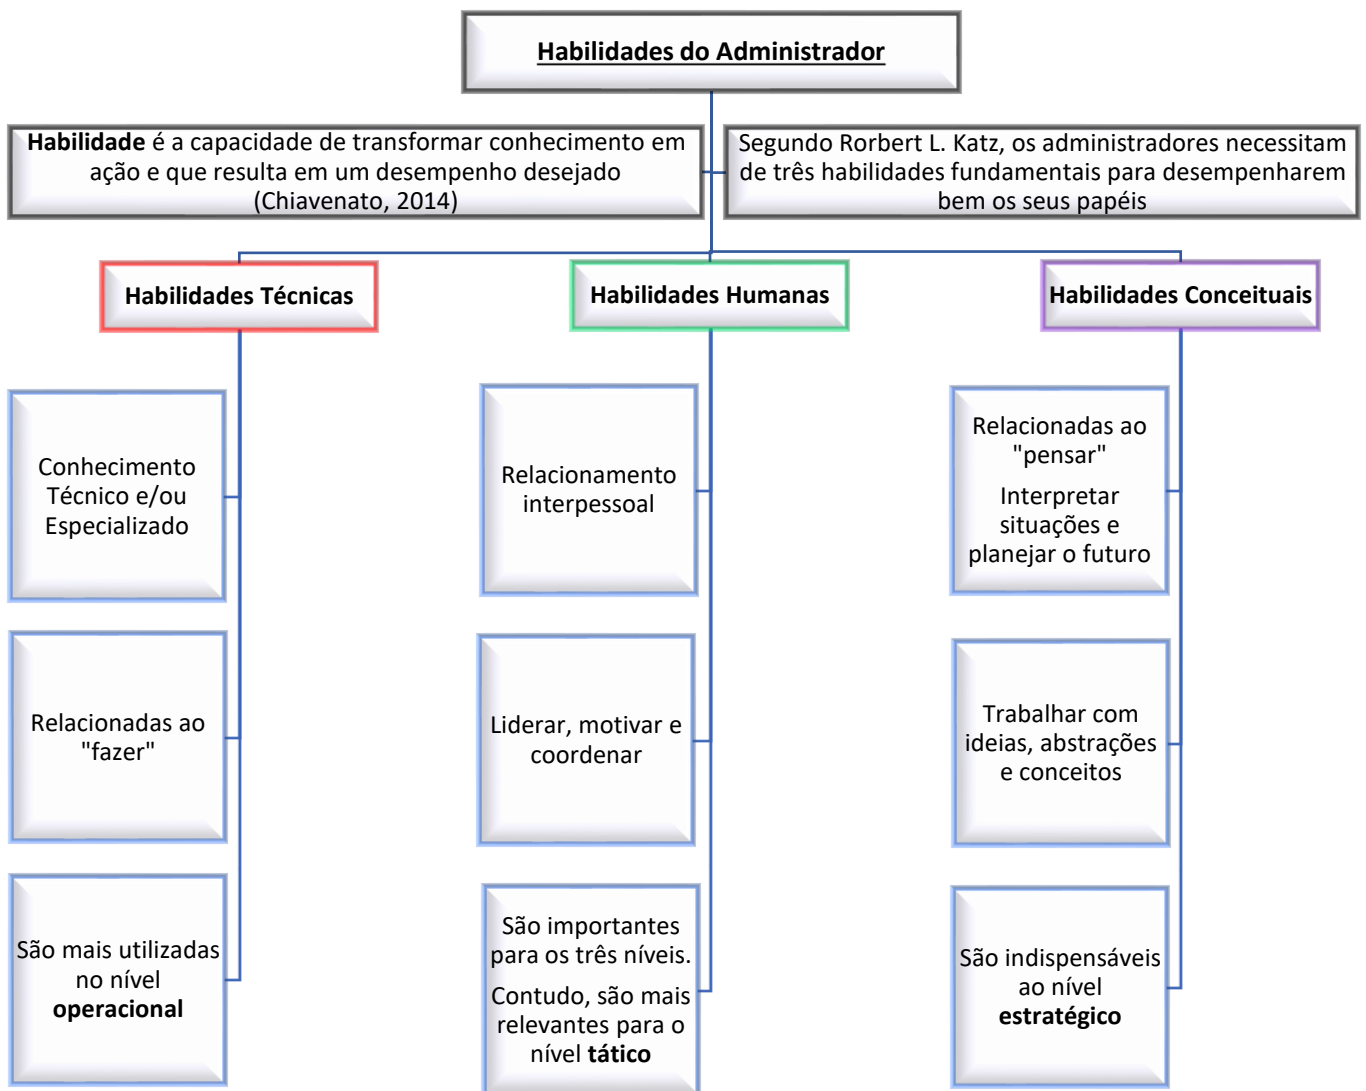 Habilidades do Administrador
Habilidade é a capacidade de transformar conhecimento em
ação e que resulta em um desempenho desejado
(Chiavenato, 2014)
Segundo Rorbert L. Katz, os administradores necessitam
de três habilidades fundamentais para desempenharem
bem os seus papéis
Habilidades Técnicas
Conhecimento
Técnico e/ou
Especializado
Relacionadas ao
"fazer"
São mais utilizadas
no nível
operacional
Habilidades Humanas
Relacionamento
interpessoal
Liderar, motivar e
coordenar
São importantes
para os três níveis.
Contudo, são mais
relevantes para o
nível tático
Habilidades Conceituais
Relacionadas ao
"pensar"
Interpretar
situações e
planejar o futuro
Trabalhar com
ideias, abstrações
e conceitos
São indispensáveis
ao nível
estratégico